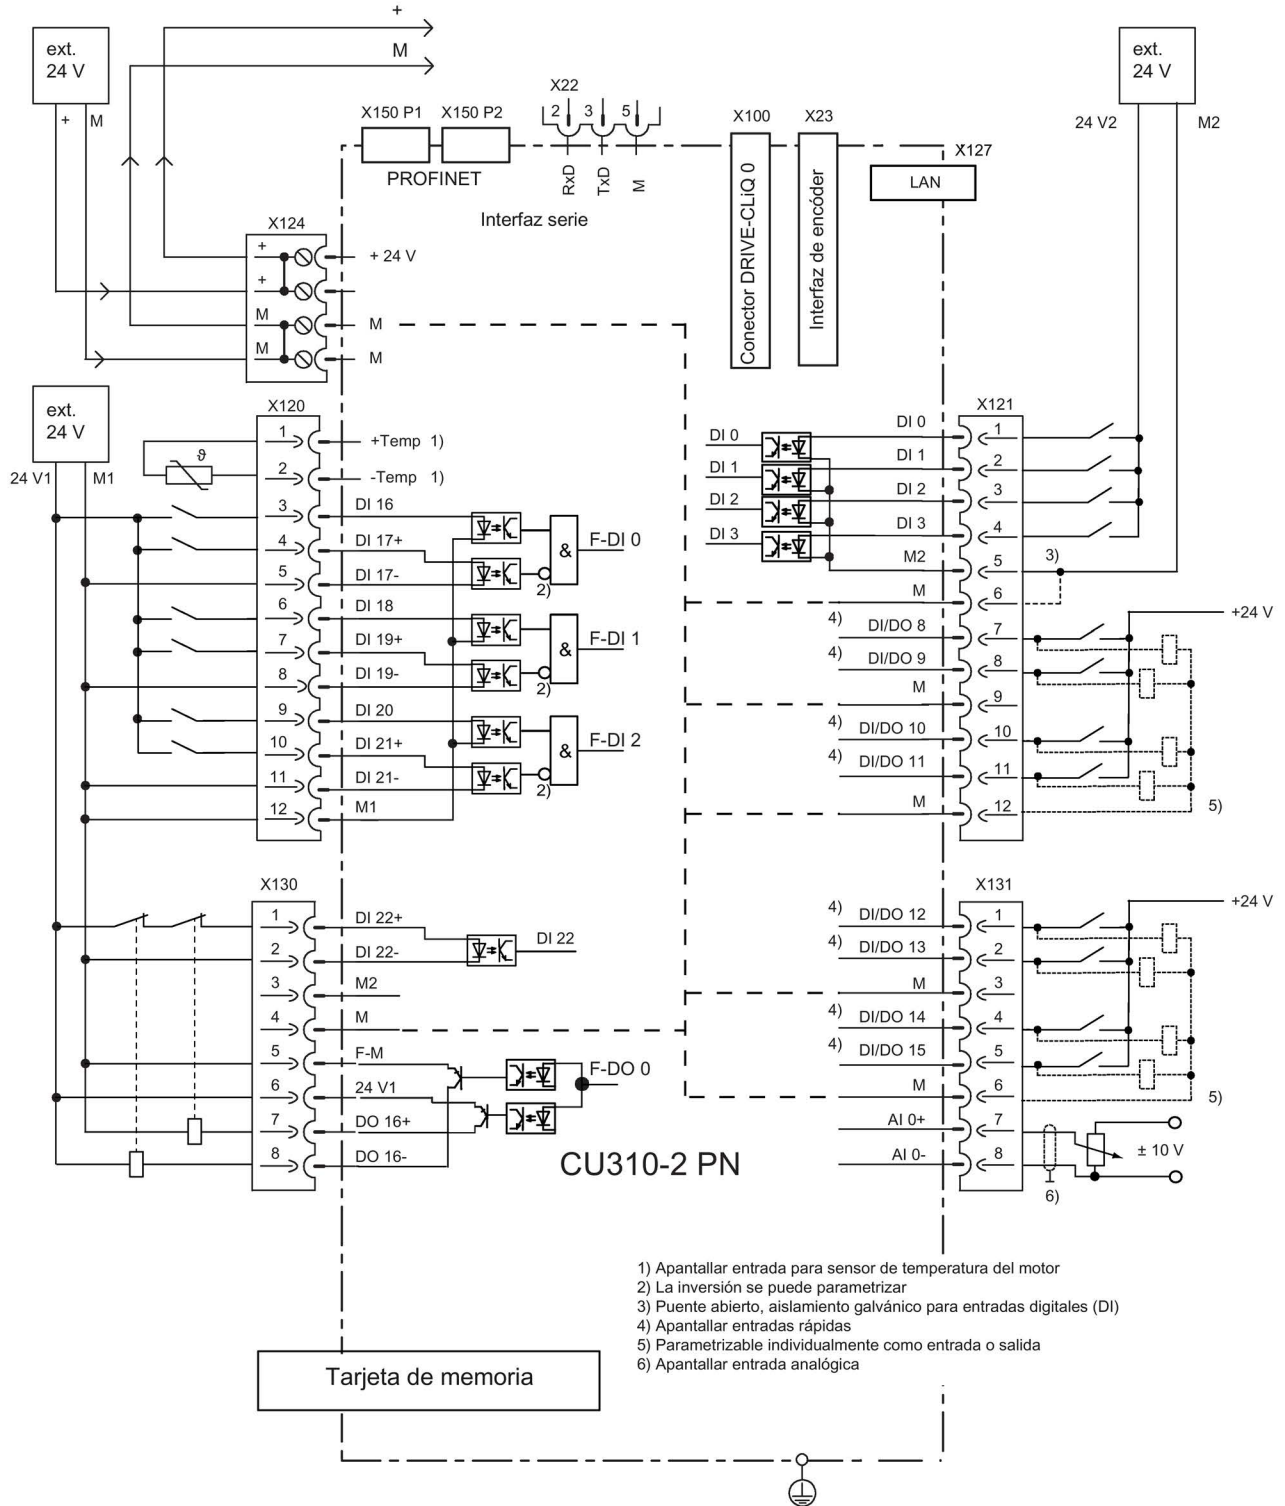 +
M
ext.
24 V
+
M
ext.
24 V
24 V2
M2
X150 P1
X150 P2
PROFINET
X22
2
3
5
RxD
TxD
M
Interfaz serie
X100
Conector DRIVE-CLiQ 0
X23
Interfaz de encóder
X127
LAN
X124
+
+ 24 V
+
M
M
M
M
ext.
24 V
24 V1
M1
X120
1
+Temp 1)
ϑ
2
-Temp 1)
3
DI 16
4
DI 17+
5
DI 17-
6
DI 18
7
DI 19+
8
DI 19-
9
DI 20
10
DI 21+
11
DI 21-
12
M1
&
F-DI 0
2)
&
F-DI 1
2)
&
F-DI 2
2)
X121
DI 0
DI 0
1
DI 1
DI 1
2
DI 2
DI 2
3
DI 3
DI 3
4
M2
5
3)
M
6
+24 V
4)
DI/DO 8
7
4)
DI/DO 9
8
M
9
4)
DI/DO 10
10
4)
DI/DO 11
11
M
12
5)
X130
1
DI 22+
DI 22
2
DI 22-
3
M2
4
M
5
F-M
6
24 V1
F-DO 0
7
DO 16+
8
DO 16-
X131
+24 V
4)
DI/DO 12
1
4)
DI/DO 13
2
M
3
4)
DI/DO 14
4
4)
DI/DO 15
5
M
6
5)
AI 0+
7
± 10 V
AI 0-
8
6)
CU310-2 PN
1) Apantallar entrada para sensor de temperatura del motor
2) La inversión se puede parametrizar
3) Puente abierto, aislamiento galvánico para entradas digitales (DI)
4) Apantallar entradas rápidas
5) Parametrizable individualmente como entrada o salida
6) Apantallar entrada analógica
Tarjeta de memoria